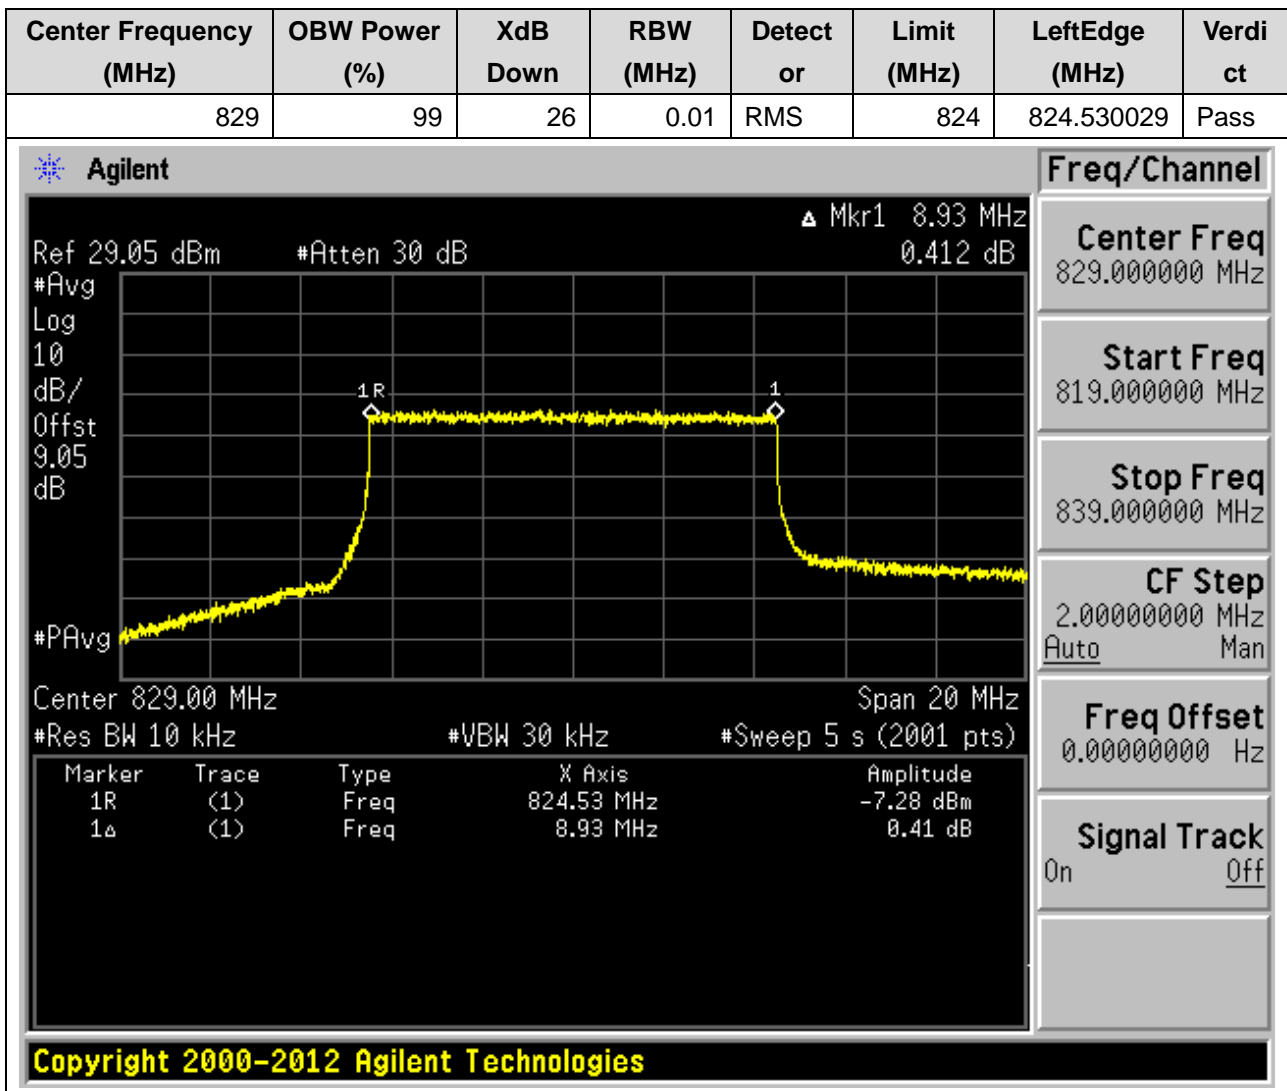 Center Frequency (MHz) OBW Power (%) XdB Down RBW (MHz) Detect or Limit (MHz) LeftEdge (MHz) Verdi ct
829 99 26 0.01 RMS 824 824.530029 Pass
Agilent
Freq/Channel
Δ Mkr1 8.93 MHz
Ref 29.05 dBm #Atten 30 dB 0.412 dB
#Avg
Log
10
dB/
Offst
9.05
dB
1R
1
#PAvg
Center 829.00 MHz Span 20 MHz
#Res BW 10 kHz #VBW 30 kHz #Sweep 5 s (2001 pts)
Marker Trace Type X Axis Amplitude
1R (1) Freq 824.53 MHz -7.28 dBm
1Δ (1) Freq 8.93 MHz 0.41 dB
Center Freq
829.000000 MHz
Start Freq
819.000000 MHz
Stop Freq
839.000000 MHz
CF Step
2.00000000 MHz
Auto Man
Freq Offset
0.00000000 Hz
Signal Track
On Off
Copyright 2000-2012 Agilent Technologies